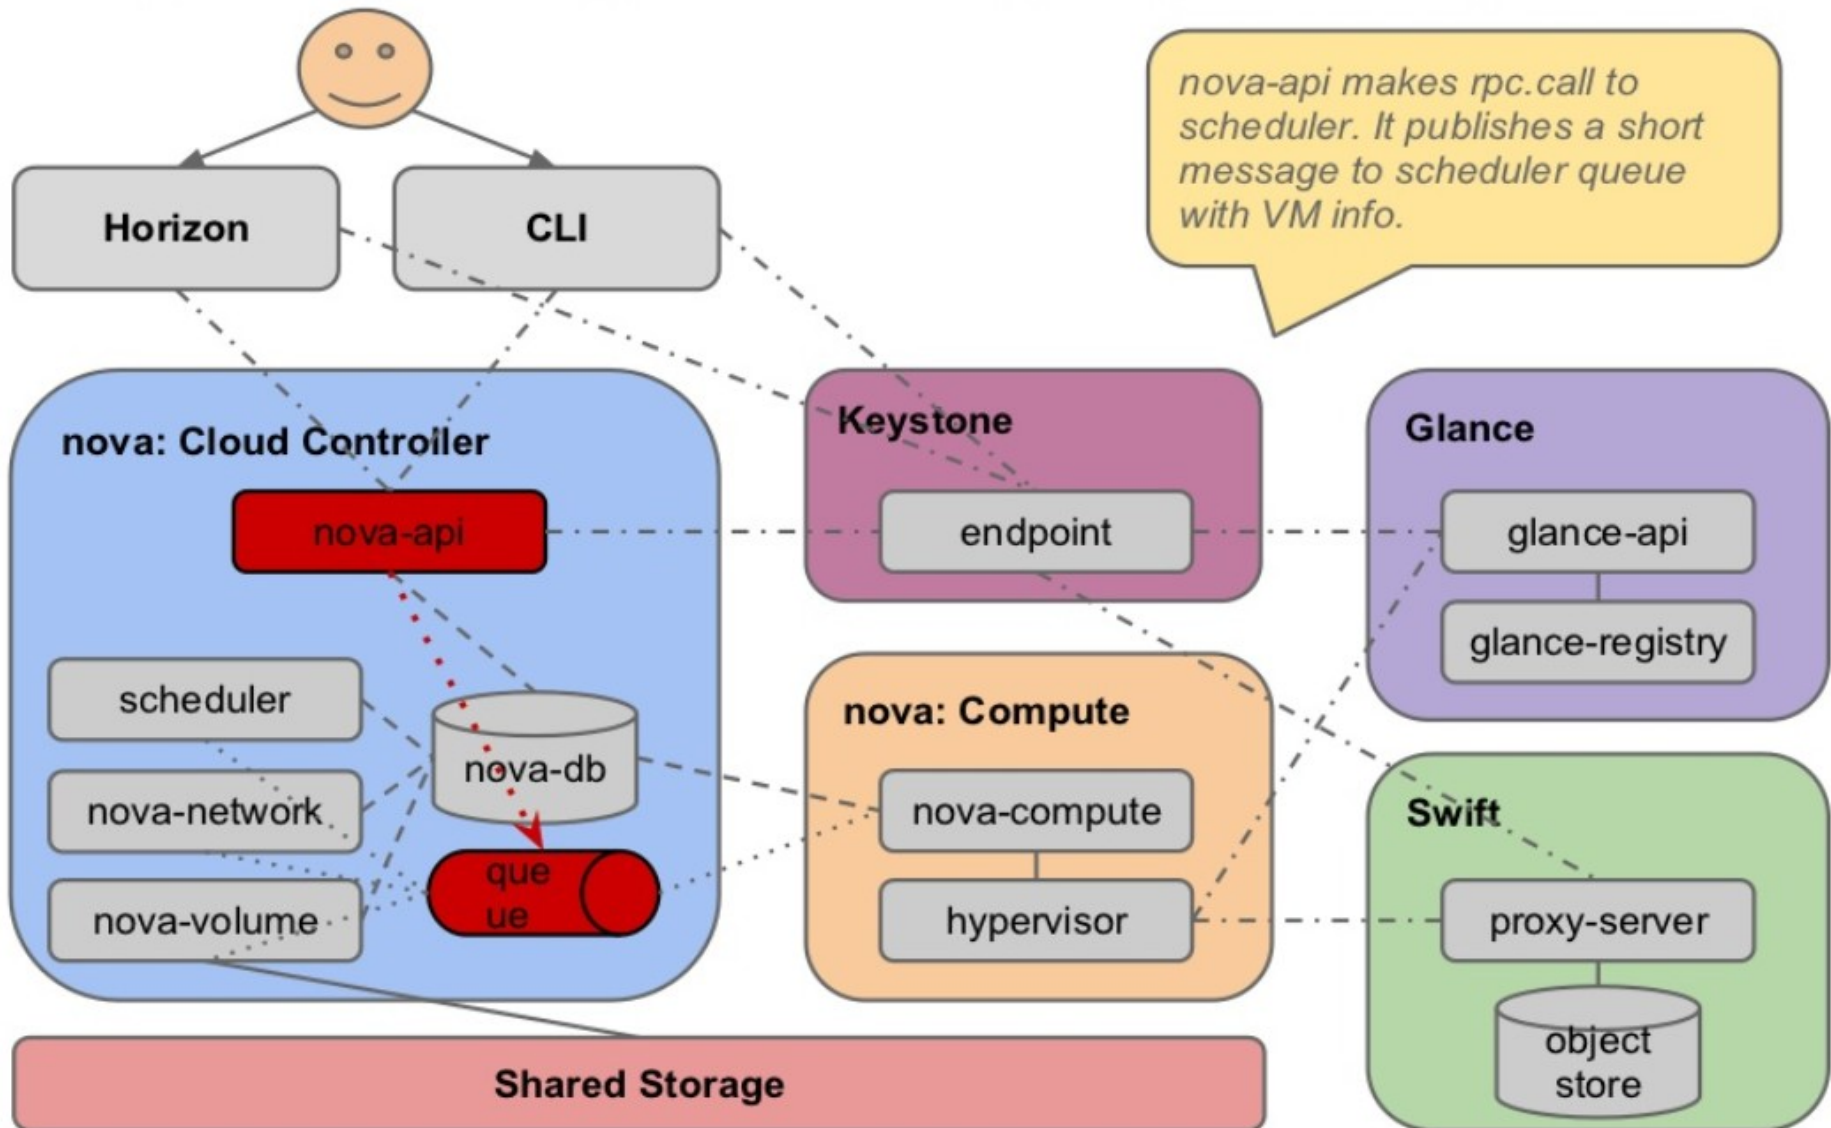 nova-api makes rpc.call to
scheduler. It publishes a short
message to scheduler queue
with VM info.
Horizon
CLI
nova: Cloud Controller
nova-api
scheduler
nova-network
nova-volume
nova-db
que
ue
Keystone
endpoint
nova: Compute
nova-compute
hypervisor
Glance
glance-api
glance-registry
Swift
proxy-server
object
store
Shared Storage